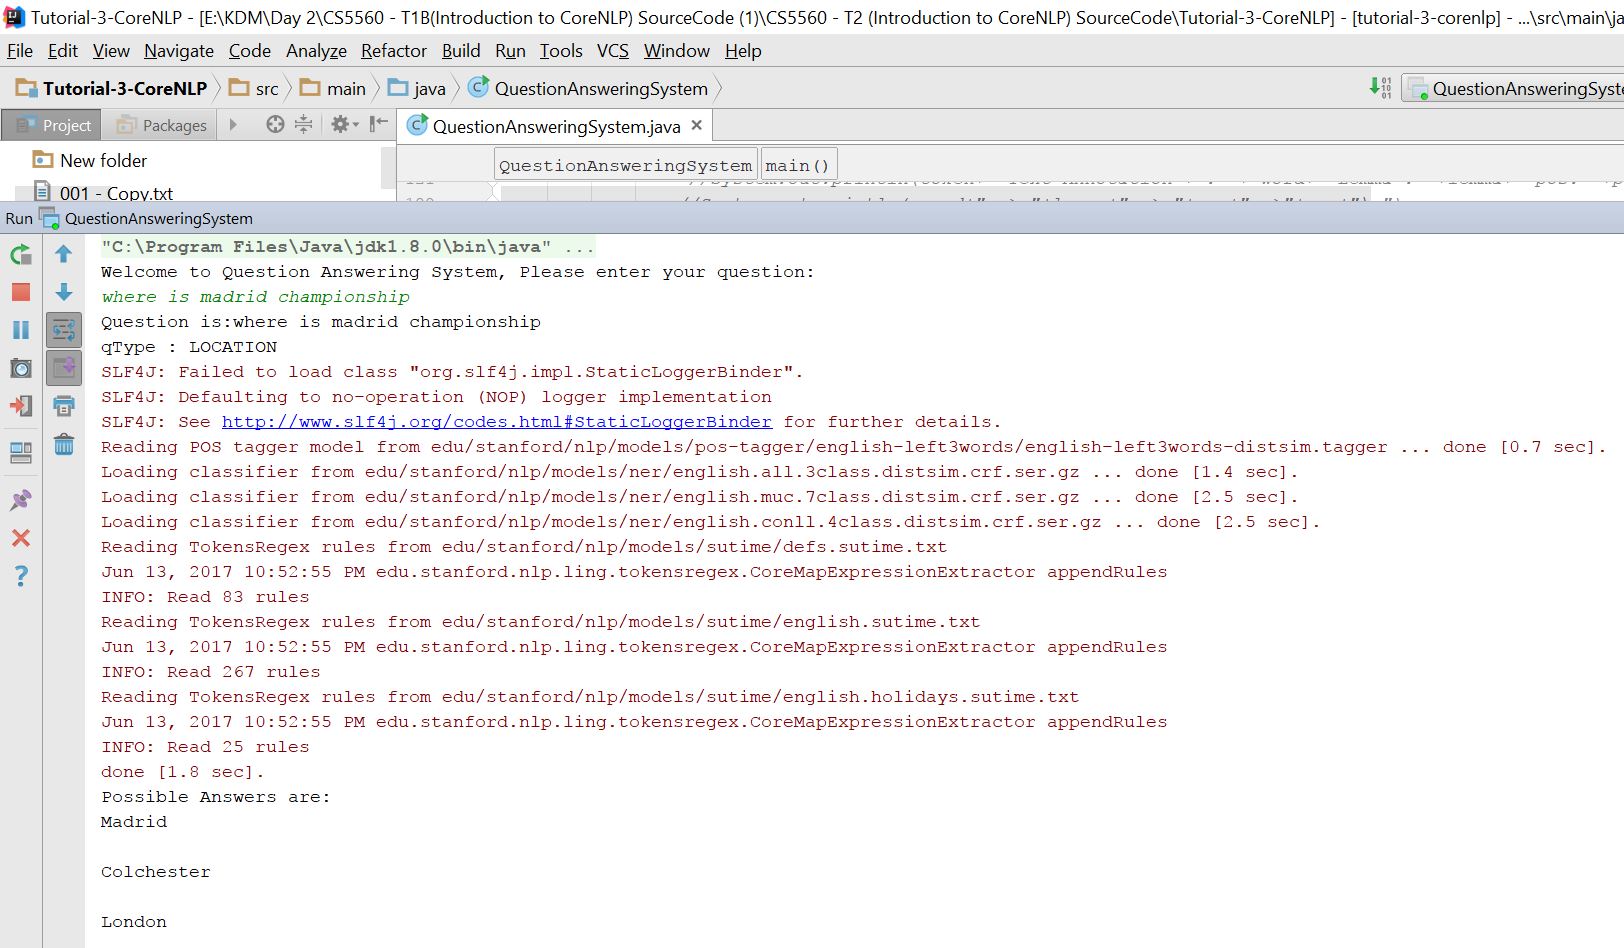 Tutorial-3-CoreNLP - [E:\KDM\Day 2\CS5560 - T1B(Introduction to CoreNLP) SourceCode (1)\CS5560 - T2 (Introduction to CoreNLP) SourceCode\Tutorial-3-CoreNLP] - [tutorial-3-corenlp] - ...\src\main\ja
File Edit View Navigate Code Analyze Refactor Build Run Tools VCS Window Help
Tutorial-3-CoreNLP src main java QuestionAnsweringSystem QuestionAnsweringSyste
Project Packages QuestionAnsweringSystem.java
New folder QuestionAnsweringSystem main()
001 - Copy.txt
Run QuestionAnsweringSystem
"C:\Program Files\Java\jdk1.8.0\bin\java" ...
Welcome to Question Answering System, Please enter your question:
where is madrid championship
Question is:where is madrid championship
qType : LOCATION
SLF4J: Failed to load class "org.slf4j.impl.StaticLoggerBinder".
SLF4J: Defaulting to no-operation (NOP) logger implementation
SLF4J: See http://www.slf4j.org/codes.html#StaticLoggerBinder for further details.
Reading POS tagger model from edu/stanford/nlp/models/pos-tagger/english-left3words/english-left3words-distsim.tagger ... done [0.7 sec].
Loading classifier from edu/stanford/nlp/models/ner/english.all.3class.distsim.crf.ser.gz ... done [1.4 sec].
Loading classifier from edu/stanford/nlp/models/ner/english.muc.7class.distsim.crf.ser.gz ... done [2.5 sec].
Loading classifier from edu/stanford/nlp/models/ner/english.conll.4class.distsim.crf.ser.gz ... done [2.5 sec].
Reading TokensRegex rules from edu/stanford/nlp/models/sutime/defs.sutime.txt
Jun 13, 2017 10:52:55 PM edu.stanford.nlp.ling.tokensregex.CoreMapExpressionExtractor appendRules
INFO: Read 83 rules
Reading TokensRegex rules from edu/stanford/nlp/models/sutime/english.sutime.txt
Jun 13, 2017 10:52:55 PM edu.stanford.nlp.ling.tokensregex.CoreMapExpressionExtractor appendRules
INFO: Read 267 rules
Reading TokensRegex rules from edu/stanford/nlp/models/sutime/english.holidays.sutime.txt
Jun 13, 2017 10:52:55 PM edu.stanford.nlp.ling.tokensregex.CoreMapExpressionExtractor appendRules
INFO: Read 25 rules
done [1.8 sec].
Possible Answers are:
Madrid
Colchester
London